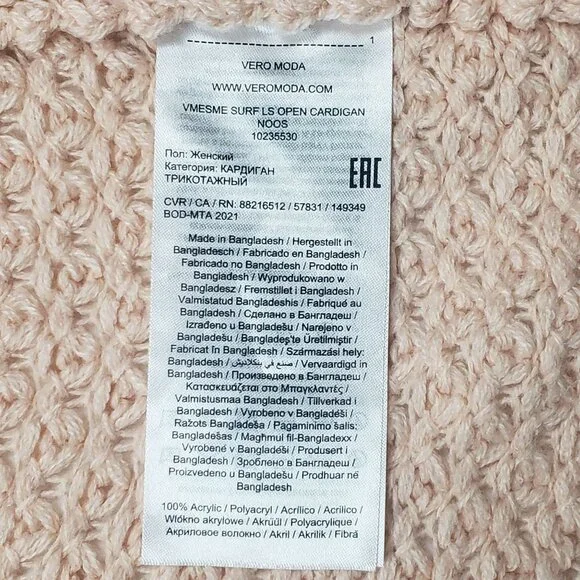 1
VERO MODA
WWW.VEROMODA.COM
VMESME SURF LS OPEN CARDIGAN
NOOS
10235530
Пол: Женский
Категория: КАРДИГАН
ТРИКОТАЖНЫЙ
EAC
CVR / CA / RN: 88216512 / 57831 / 149349
BOD-MTA 2021
Made in Bangladesh / Hergestellt in
Bangladesch / Fabricado en Bangladesh /
Fabricado no Bangladesh / Prodotto in
Bangladesh / Wyprodukowano w
Bangladesz / Fremstillet i Bangladesh /
Valmistatud Bangladeshis / Fabriqué au
Bangladesh / Сделано в Бангладеш /
Izrađeno u Bangladešu / Narejeno v
Bangladešu / Bangladeş'te Üretilmiştir /
Fabricat în Bangladesh / Származási hely:
Bangladesh / صنع في بنكلاديش / Vervaardigd in
Bangladesh / Произведено в Бангладеш /
Κατασκευάζεται στο Μπαγκλαντές /
Valmistusmaa Bangladesh / Tillverkad i
Bangladesh / Vyrobeno v Bangladéši /
Ražots Bangladeša / Pagaminimo šalis:
Bangladešas / Magħmul fil-Bangladexx /
Vyrobené v Bangladéši / Produsert i
Bangladesh / Зроблено в Бангладеш /
Proizvedeno u Bangladešu / Prodhuar në
Bangladesh
100% Acrylic / Polyacryl / Acrílico / Acrilico /
Włókno akrylowe / Akrüül / Polyacrylique /
Акриловое волокно / Akril / Akrilik / Fibră